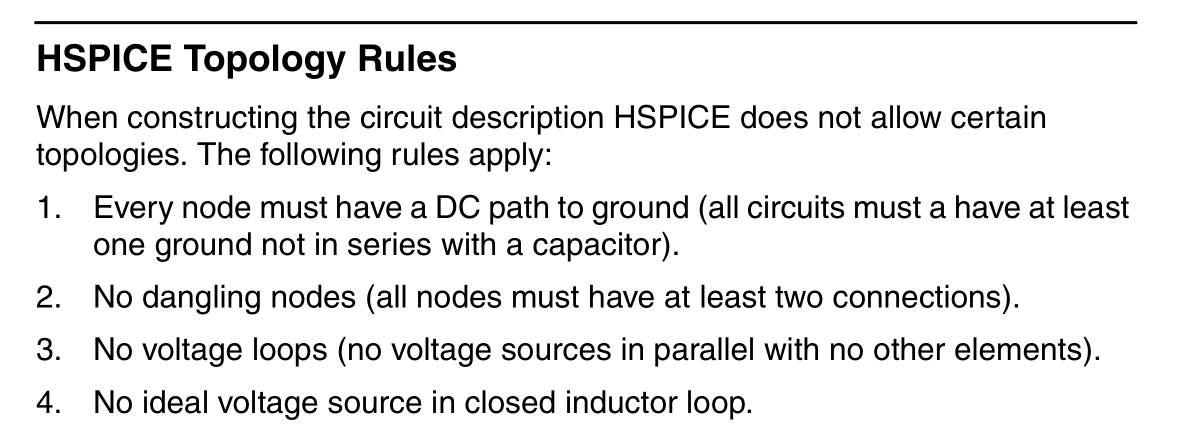 HSPICE Topology Rules
When constructing the circuit description HSPICE does not allow certain
topologies. The following rules apply:
1. Every node must have a DC path to ground (all circuits must a have at least
one ground not in series with a capacitor).
2. No dangling nodes (all nodes must have at least two connections).
3. No voltage loops (no voltage sources in parallel with no other elements).
4. No ideal voltage source in closed inductor loop.